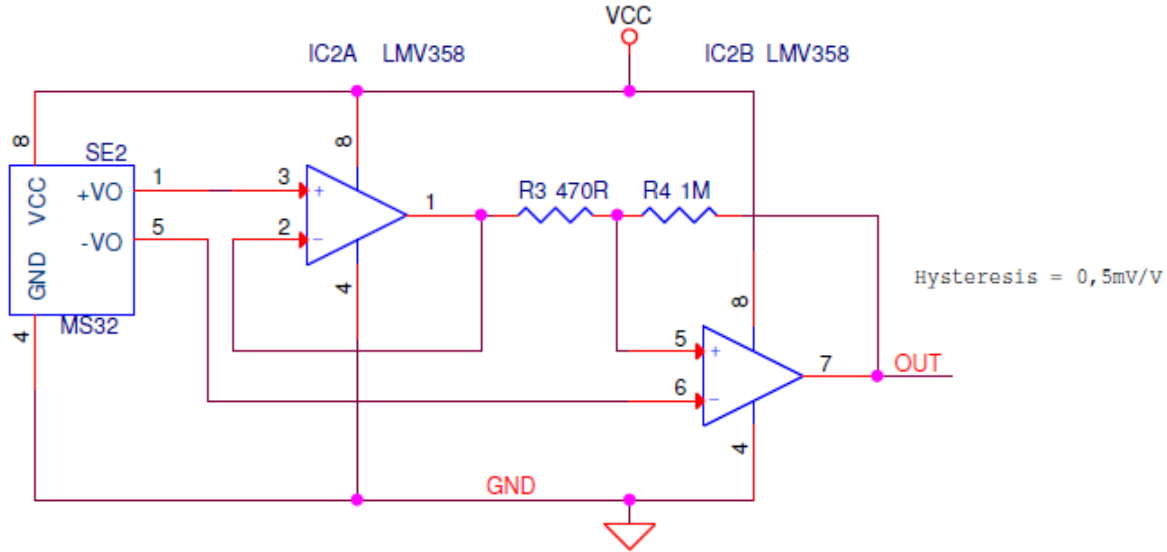 VCC
IC2A LMV358
IC2B LMV358
8
8
SE2
VCC
+VO
1
3
+
1
R3 470R
R4 1M
-VO
5
2
-
GND
4
8
Hysteresis = 0,5mV/V
MS32
4
5
+
7
OUT
6
-
4
GND